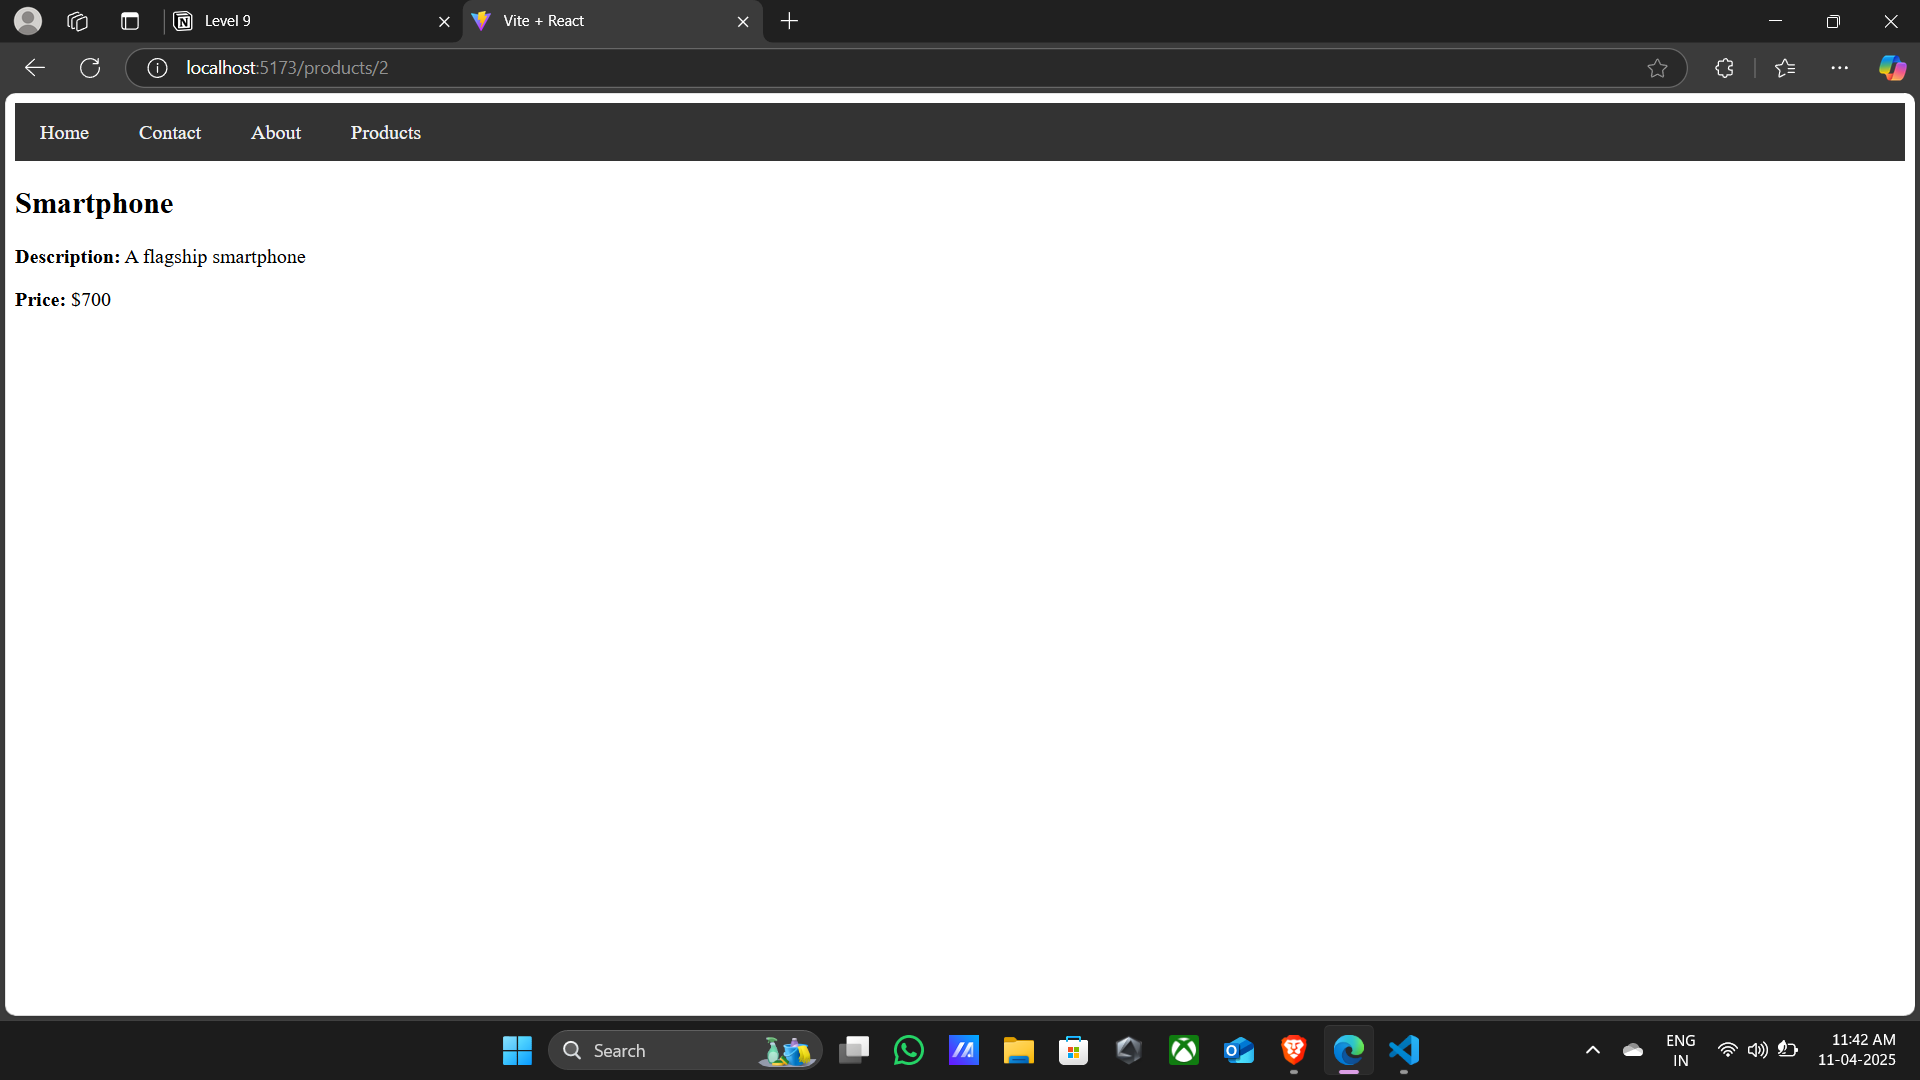 Level 9
Vite + React
localhost:5173/products/2
Home Contact About Products
Smartphone
Description: A flagship smartphone
Price: $700
Search
ENG
IN
11:42 AM
11-04-2025